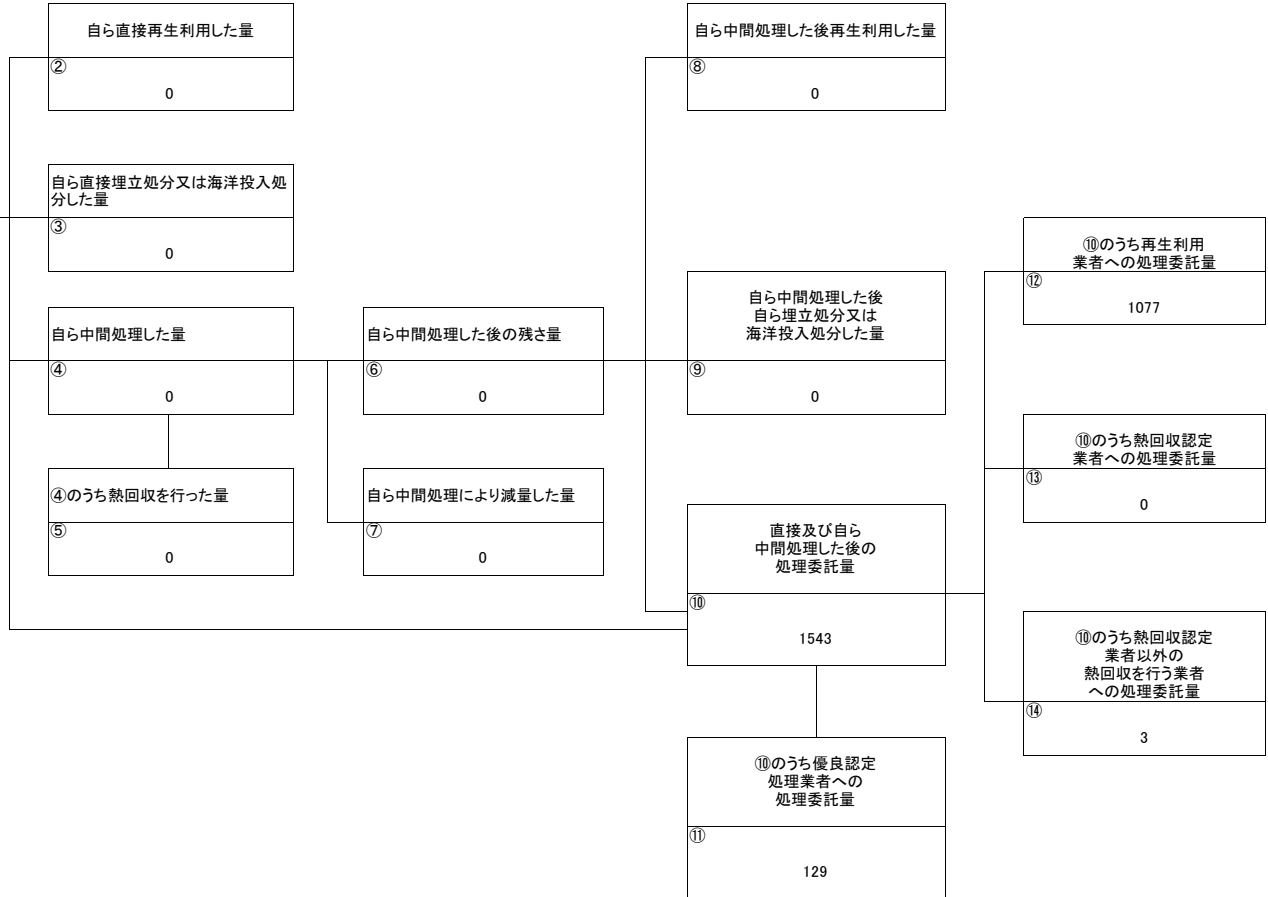 自ら直接再生利用した量
②
0
自ら直接埋立処分又は海洋投入処
分した量
③
0
自ら中間処理した量
④
0
④のうち熱回収を行った量
⑤
0
自ら中間処理した後の残さ量
⑥
0
自ら中間処理により減量した量
⑦
0
自ら中間処理した後再生利用した量
⑧
0
自ら中間処理した後
自ら埋立処分又は
海洋投入処分した量
⑨
0
直接及び自ら
中間処理した後の
処理委託量
⑩
1543
⑩のうち優良認定
処理業者への
処理委託量
⑪
129
⑩のうち再生利用
業者への処理委託量
⑫
1077
⑩のうち熱回収認定
業者への処理委託量
⑬
0
⑩のうち熱回収認定
業者以外の
熱回収を行う業者
への処理委託量
⑭
3